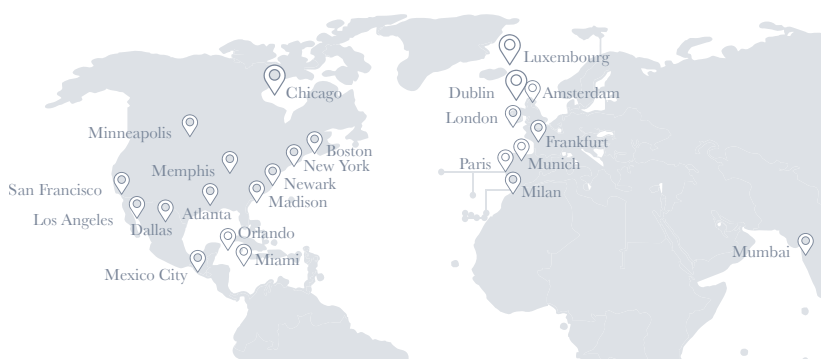 Luxembourg
Chicago
Dublin
Amsterdam
London
Minneapolis
Frankfurt
Boston
New York
Memphis
Paris
Munich
Newark
San Francisco
Milan
Madison
Atlanta
Los Angeles
Dallas
Orlando
Mumbai
Miami
Mexico City